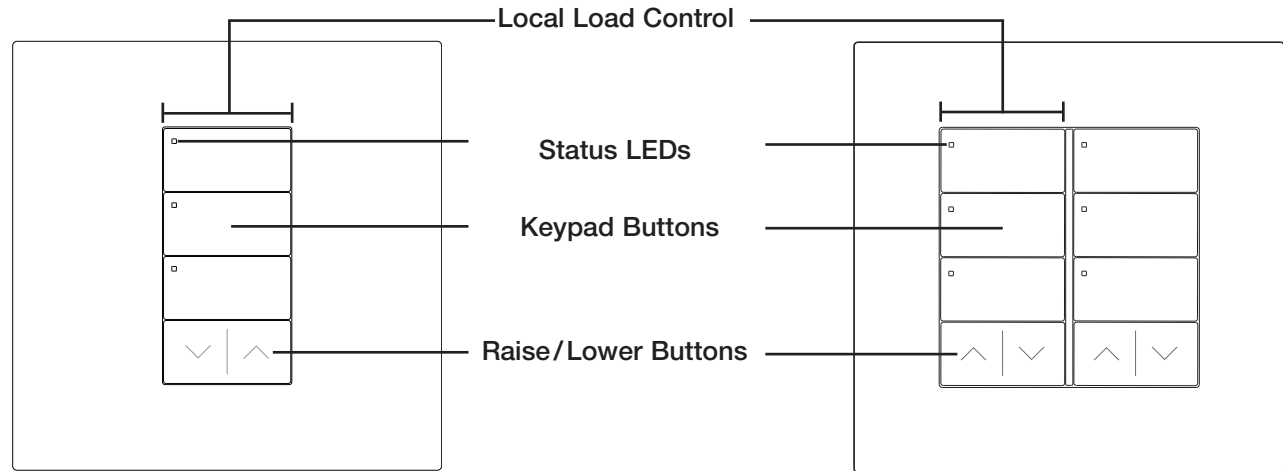 Local Load Control
Status LEDs
Keypad Buttons
Raise/Lower Buttons